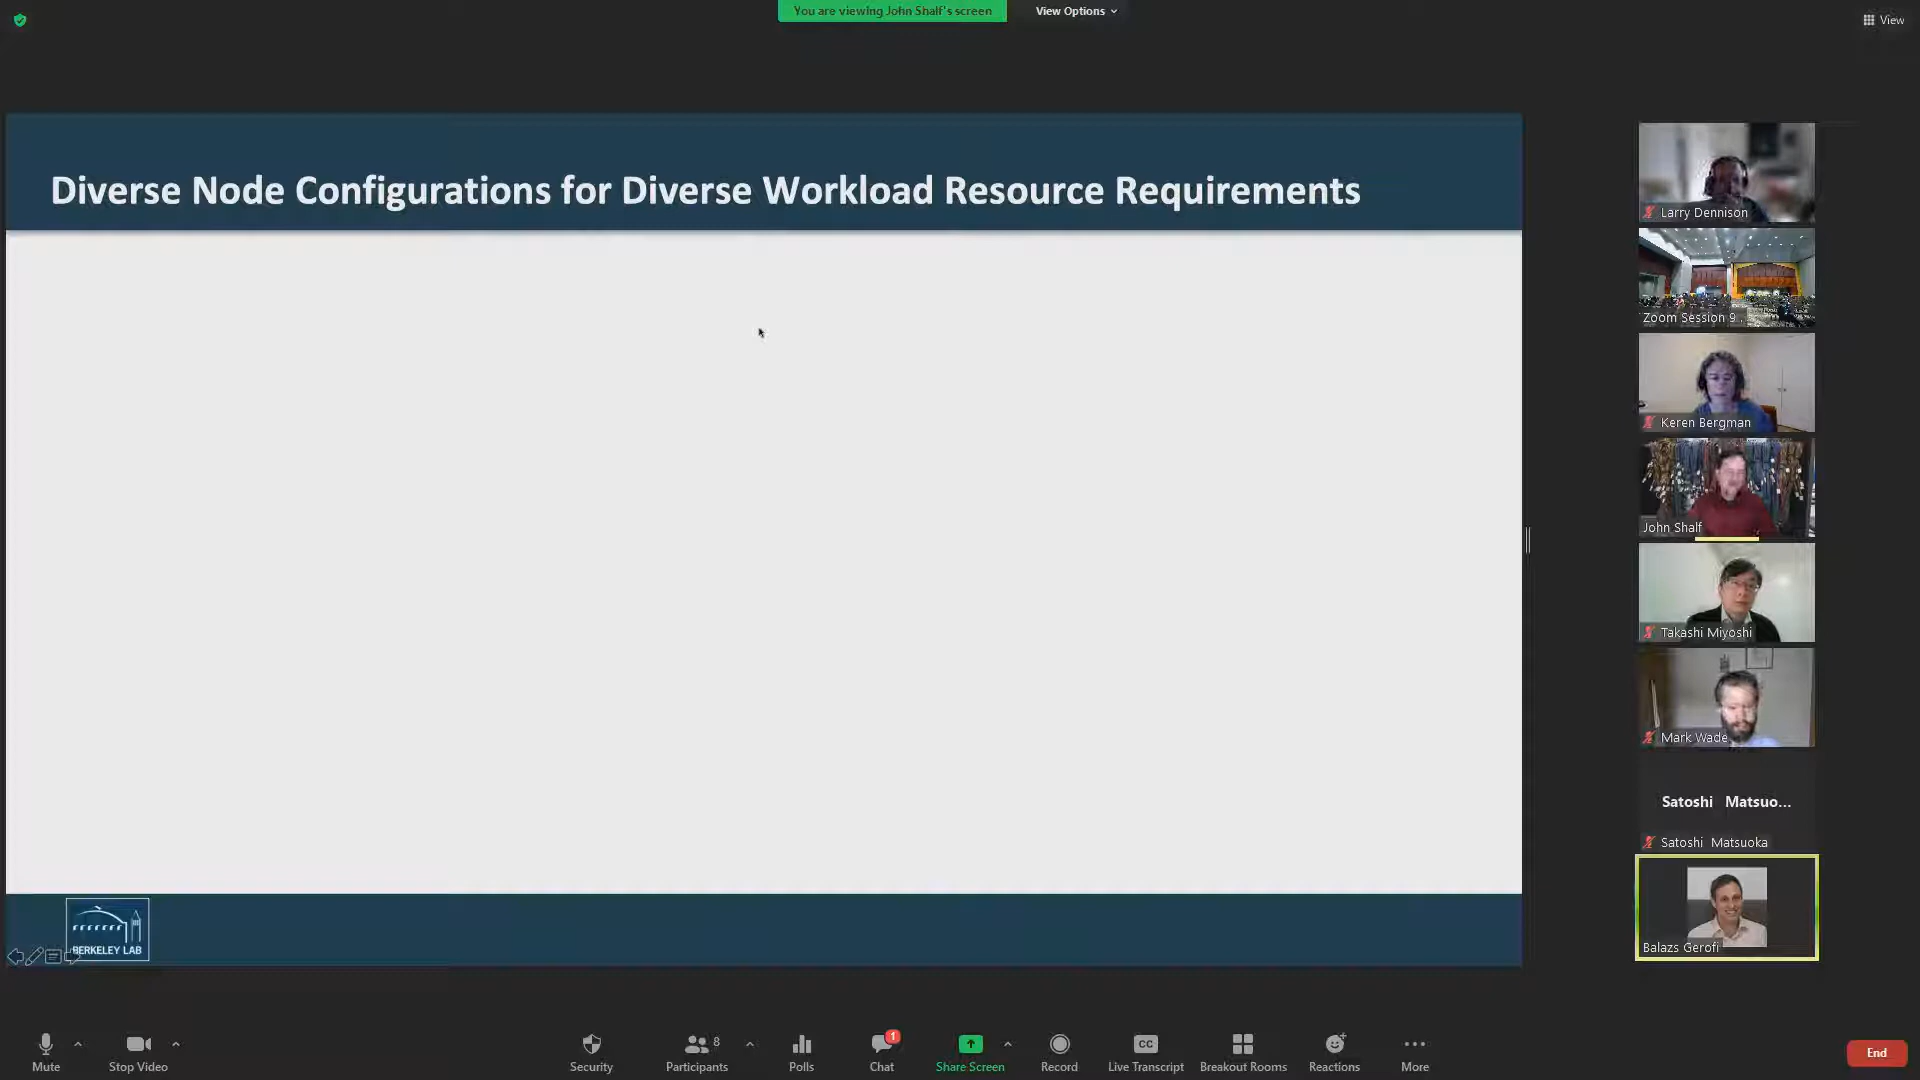 You are viewing John Shalf's screen
View Options
View
Diverse Node Configurations for Diverse Workload Resource Requirements
Larry Dennison
Zoom Session 9 .
Keren Bergman
John Shalf
Takashi Miyoshi
Mark Wade
Satoshi Matsuo...
Satoshi Matsuoka
Balazs Gerofi
BERKELEY LAB
Mute
Stop Video
Security
8
Participants
Polls
1
Chat
Share Screen
Record
CC
Live Transcript
Breakout Rooms
Reactions
More
End